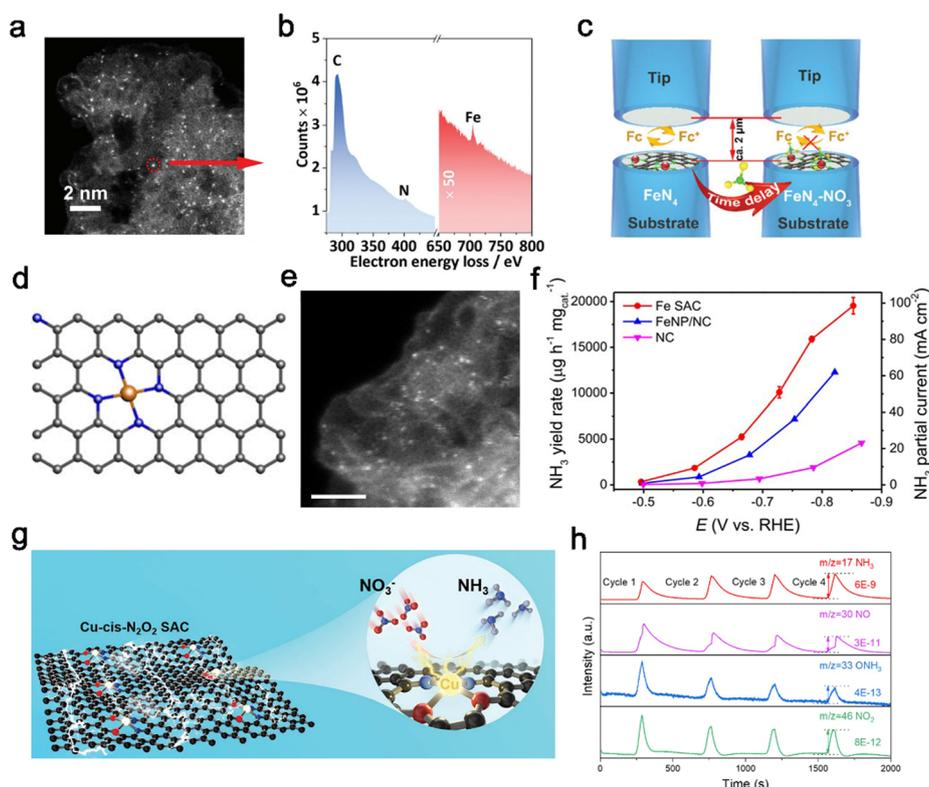 a
2 nm
b
Counts × 10⁶
5
4
3
2
1
C
N
Fe
× 50
300 350 400 650 700 750 800
Electron energy loss / eV
c
Tip
Tip
Fc
Fc⁺
ca. 2 μm
Fc
Fc⁺
FeN₄
Time delay
FeN₄-NO₃
Substrate
Substrate
d
e
f
NH₃ yield rate (μg h⁻¹ mg_cat.⁻¹)
20000
15000
10000
5000
0
Fe SAC
FeNP/NC
NC
100
80
60
40
20
0
NH₃ partial current (mA cm⁻²)
-0.5 -0.6 -0.7 -0.8 -0.9
E (V vs. RHE)
g
Cu-cis-N₂O₂ SAC
NO₃⁻
NH₃
Cu
h
Intensity (a.u.)
m/z=17 NH₃
Cycle 1 Cycle 2 Cycle 3 Cycle 4
6E-9
m/z=30 NO
3E-11
m/z=33 ONH₃
4E-13
m/z=46 NO₂
8E-12
0 500 1000 1500 2000
Time (s)